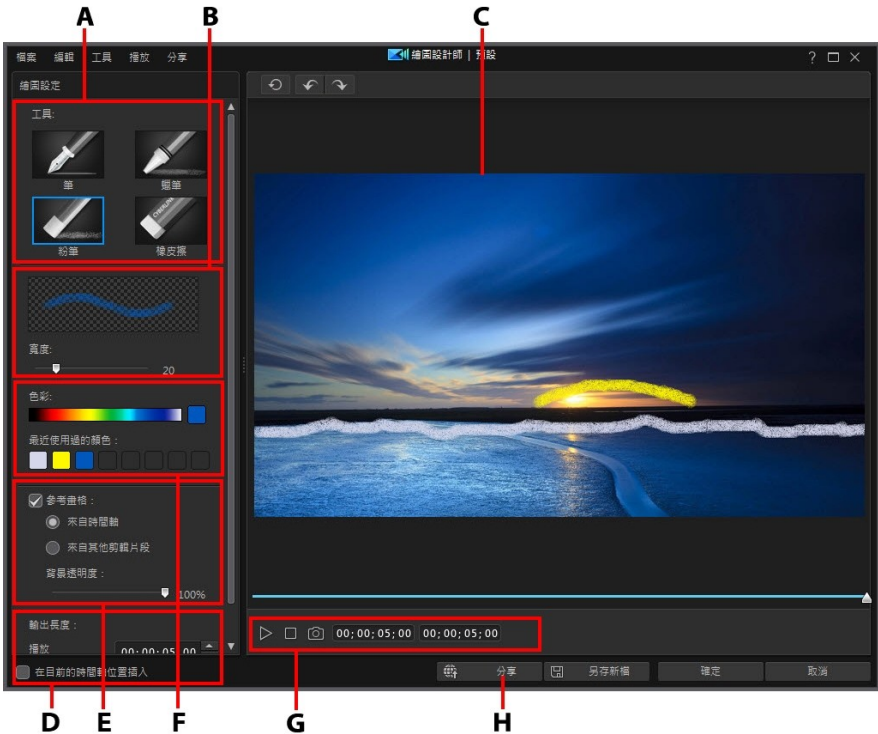 A B C
檔案 編輯 工具 播放 分享
繪圖設計師 | 預設
?
繪圖設定
工具:
筆 蠟筆
CYBERLINK
粉筆 橡皮擦
寬度:
20
色彩:
最近使用過的顏色：
參考畫格：
來自時間軸
來自其他剪輯片段
背景透明度：
100%
輸出長度：
播放 00;00;05;00
00;00;05;00 00;00;05;00
在目前的時間軸位置插入
分享 另存新檔 確定 取消
D E F G H